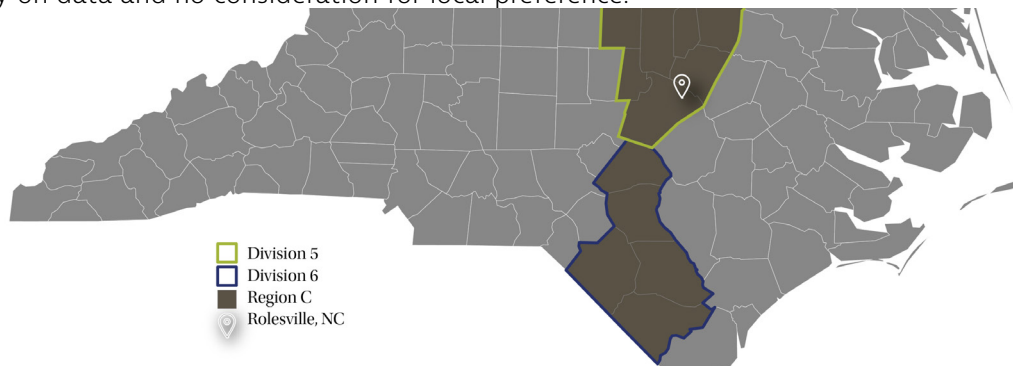 on data and no consideration for local preference.
Division 5
Division 6
Region C
Rolesville, NC